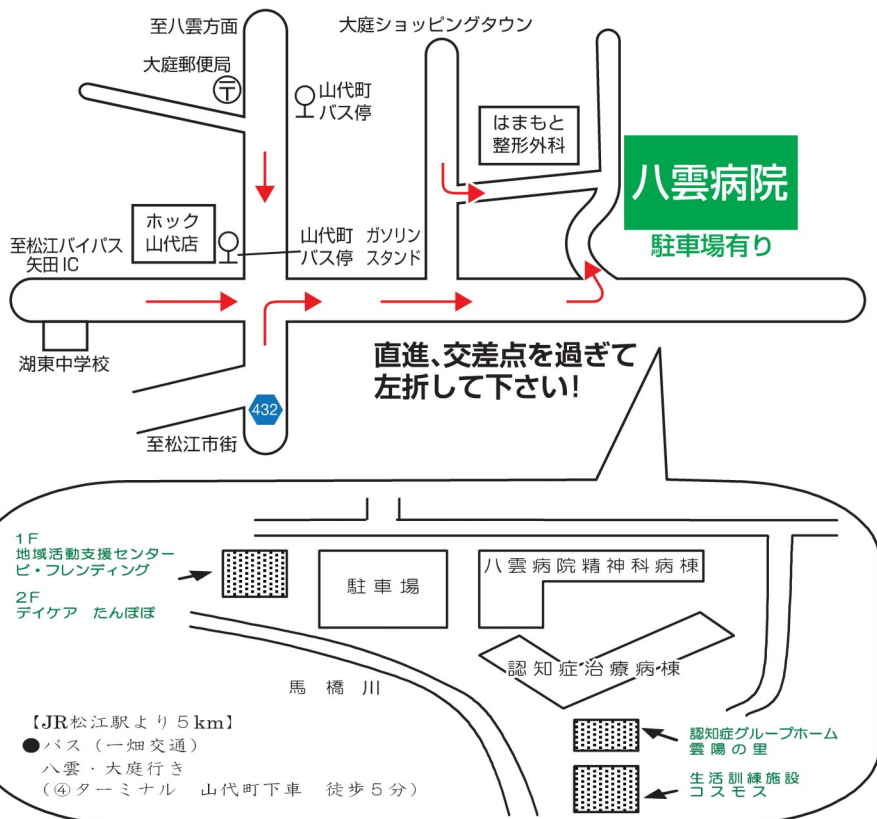 至八雲方面
大庭ショッピングタウン
大庭郵便局
〒
山代町
バス停
はまもと
整形外科
八雲病院
駐車場有り
ホック
山代店
山代町
バス停
ガソリン
スタンド
至松江バイパス
矢田IC
湖東中学校
直進、交差点を過ぎて
左折して下さい!
432
至松江市街
1F
地域活動支援センター
ビ・フレンディング
2F
デイケア たんぽぽ
駐車場
八雲病院精神科病棟
認知症治療病棟
馬橋川
【JR松江駅より5km】
●バス(一畑交通)
八雲・大庭行き
(④ターミナル 山代町下車 徒歩5分)
認知症グループホーム
雲陽の里
生活訓練施設
コスモス